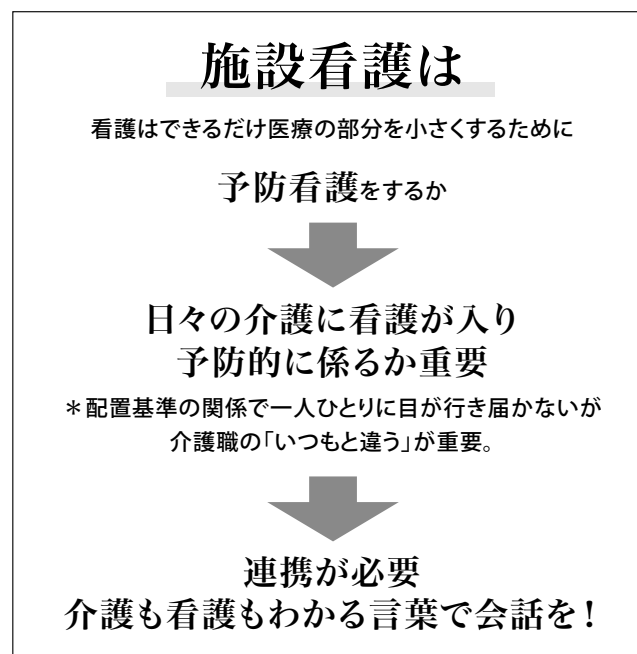 施設看護は
看護はできるだけ医療の部分を小さくするために
予防看護をするか
日々の介護に看護が入り
予防的に係るか重要
＊配置基準の関係で一人ひとりに目が行き届かないが
介護職の「いつもと違う」が重要。
連携が必要
介護も看護もわかる言葉で会話を！